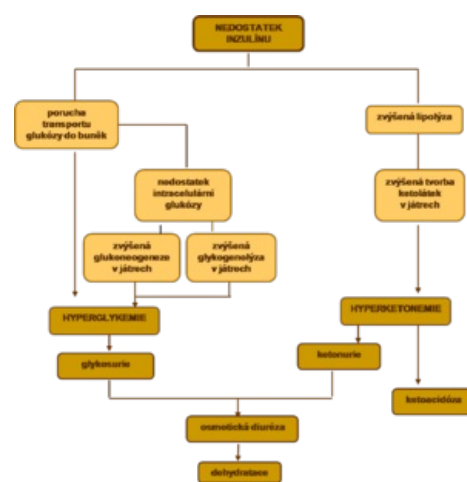 NEDOSTATEK
INZULÍNU
porucha
transportu
glukózy do buněk
zvýšená lipolýza
nedostatek
intracelulární
glukózy
zvýšená tvorba
ketolátek
v játrech
zvýšená
glukoneogeneze
v játrech
zvýšená
glykogenolýza
v játrech
HYPERGLYKEMIE
HYPERKETONEMIE
glykosurie
ketonurie
ketoacidóza
osmotická diuréza
dehydratace